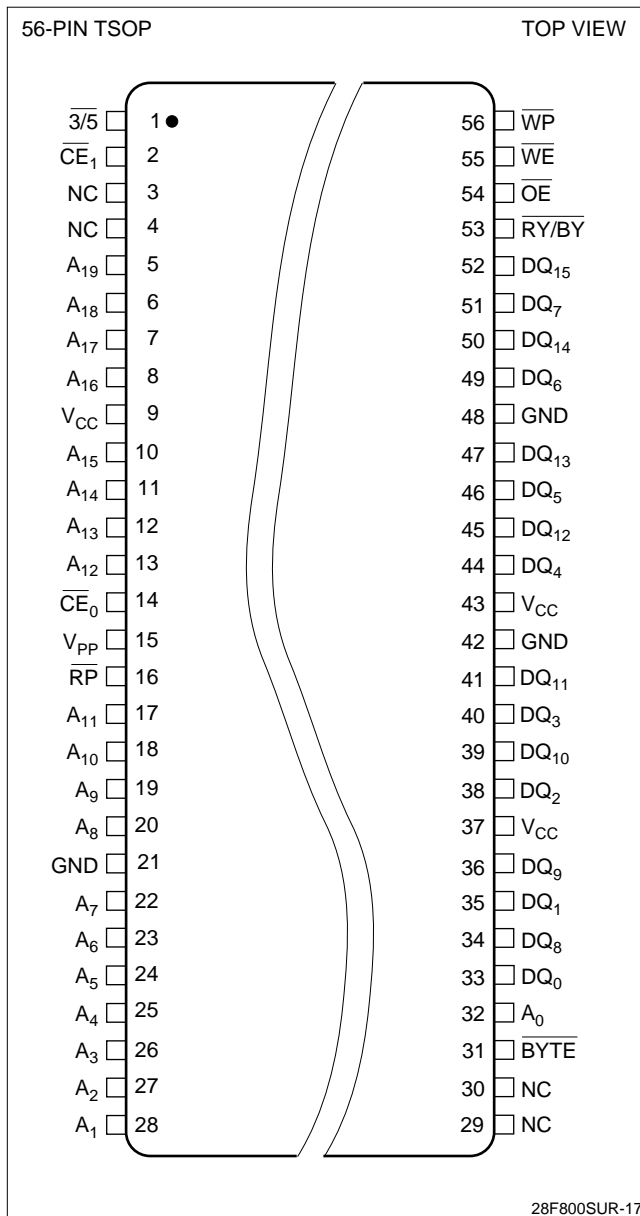 56-PIN TSOP TOP VIEW
3/5 1 56 WP
CE1 2 55 WE
NC 3 54 OE
NC 4 53 RY/BY
A19 5 52 DQ15
A18 6 51 DQ7
A17 7 50 DQ14
A16 8 49 DQ6
VCC 9 48 GND
A15 10 47 DQ13
A14 11 46 DQ5
A13 12 45 DQ12
A12 13 44 DQ4
CE0 14 43 VCC
VPP 15 42 GND
RP 16 41 DQ11
A11 17 40 DQ3
A10 18 39 DQ10
A9 19 38 DQ2
A8 20 37 VCC
GND 21 36 DQ9
A7 22 35 DQ1
A6 23 34 DQ8
A5 24 33 DQ0
A4 25 32 A0
A3 26 31 BYTE
A2 27 30 NC
A1 28 29 NC
28F800SUR-17